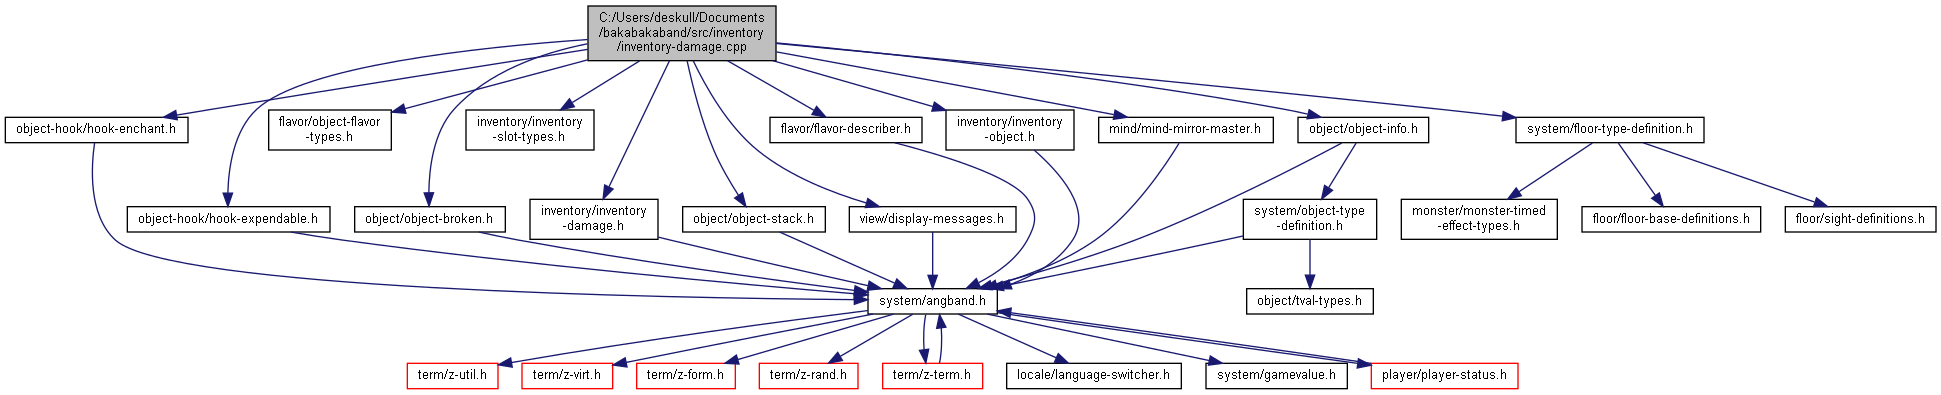 C:/Users/deskull/Documents
/bakabakaband/src/inventory
/inventory-damage.cpp
object-hook/hook-enchant.h
flavor/object-flavor
-types.h
inventory/inventory
-slot-types.h
flavor/flavor-describer.h
inventory/inventory
-object.h
mind/mind-mirror-master.h
object/object-info.h
system/floor-type-definition.h
object-hook/hook-expendable.h
object/object-broken.h
inventory/inventory
-damage.h
object/object-stack.h
view/display-messages.h
system/object-type
-definition.h
monster/monster-timed
-effect-types.h
floor/floor-base-definitions.h
floor/sight-definitions.h
system/angband.h
object/tval-types.h
term/z-util.h
term/z-virt.h
term/z-form.h
term/z-rand.h
term/z-term.h
locale/language-switcher.h
system/gamevalue.h
player/player-status.h